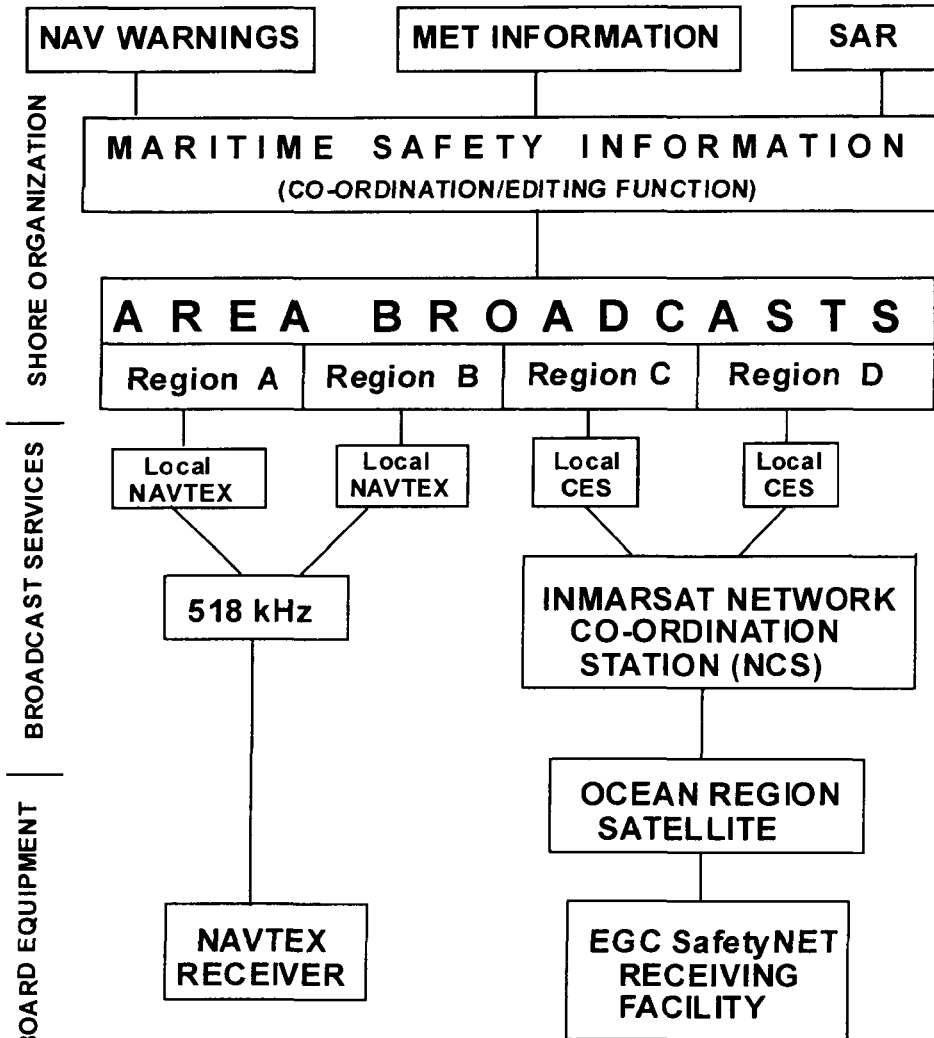 NAV WARNINGS
MET INFORMATION
SAR
MARITIME SAFETY INFORMATION
(CO-ORDINATION/EDITING FUNCTION)
AREA BROADCASTS
Region A
Region B
Region C
Region D
SHORE ORGANIZATION
Local
NAVTEX
Local
NAVTEX
Local
CES
Local
CES
518 kHz
INMARSAT NETWORK
CO-ORDINATION
STATION (NCS)
BROADCAST SERVICES
OCEAN REGION
SATELLITE
NAVTEX
RECEIVER
EGC SafetyNET
RECEIVING
FACILITY
BOARD EQUIPMENT